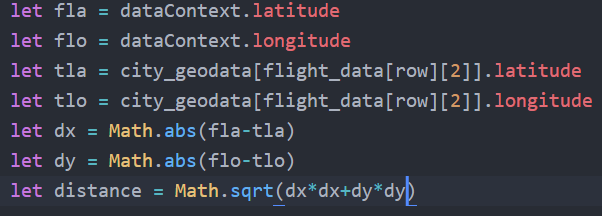 let fla = dataContext.latitude
let flo = dataContext.longitude
let tla = city_geodata[flight_data[row][2]].latitude
let tlo = city_geodata[flight_data[row][2]].longitude
let dx = Math.abs(fla-tla)
let dy = Math.abs(flo-tlo)
let distance = Math.sqrt(dx*dx+dy*dy)